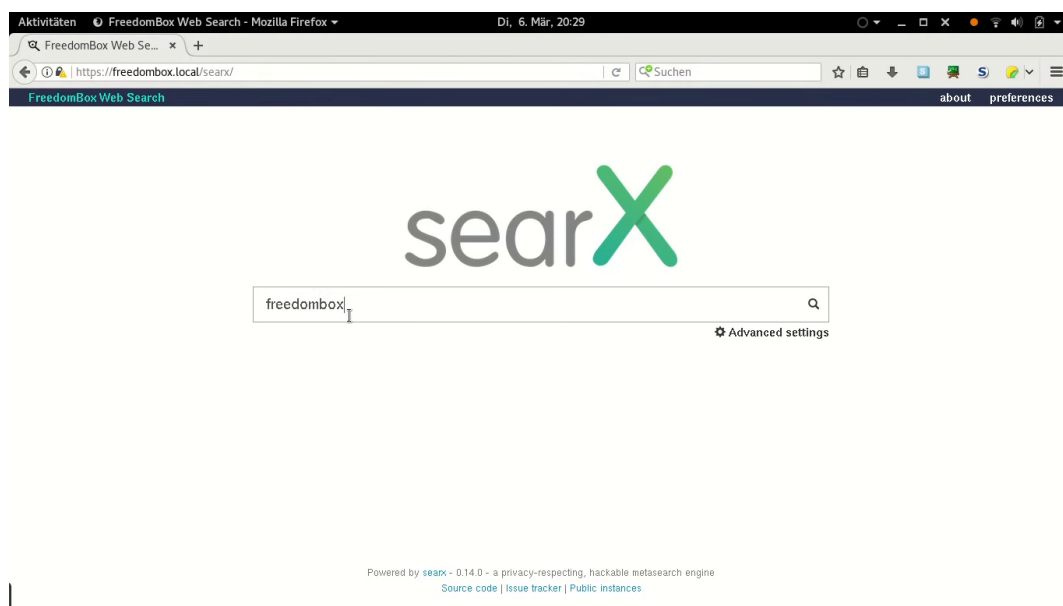 Aktivitäten FreedomBox Web Search - Mozilla Firefox Di, 6. Mär, 20:29
FreedomBox Web Se...
https://freedombox.local/searx/ Suchen
FreedomBox Web Search about preferences
searX
freedombox
Advanced settings
Powered by searx - 0.14.0 - a privacy-respecting, hackable metasearch engine
Source code | Issue tracker | Public instances